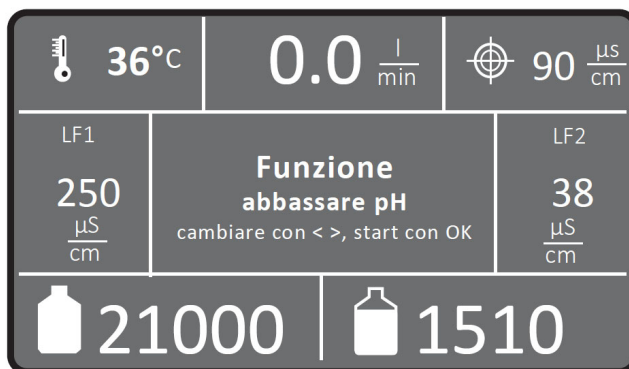 36°C
0.0 l/min
90 µs/cm
LF1
250
µS/cm
Funzione
abbassare pH
cambiare con < >, start con OK
LF2
38
µS/cm
21000
1510